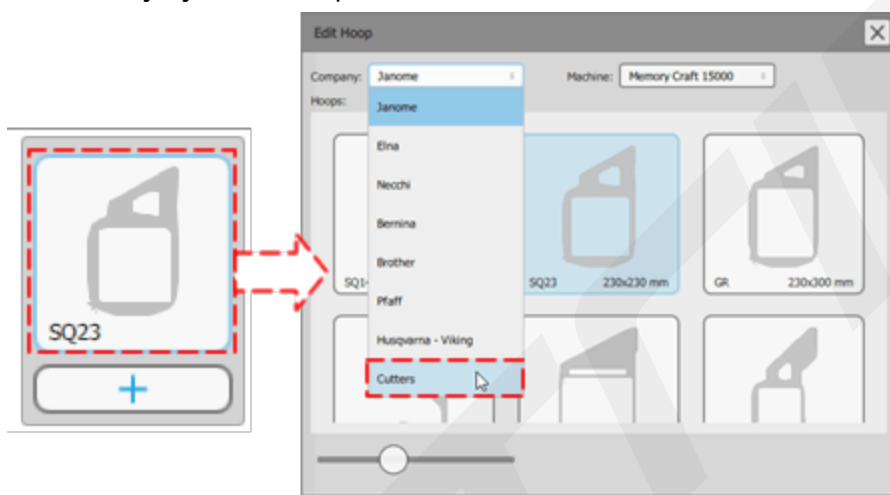 Edit Hoop
Company: Janome Machine: Memory Craft 15000
Hoops:
Janome
Elna
Necchi
Bernina
Brother
SQ23
SQ23 230x230 mm
GR 230x300 mm
Pfaff
Husqvarna - Viking
Cutters